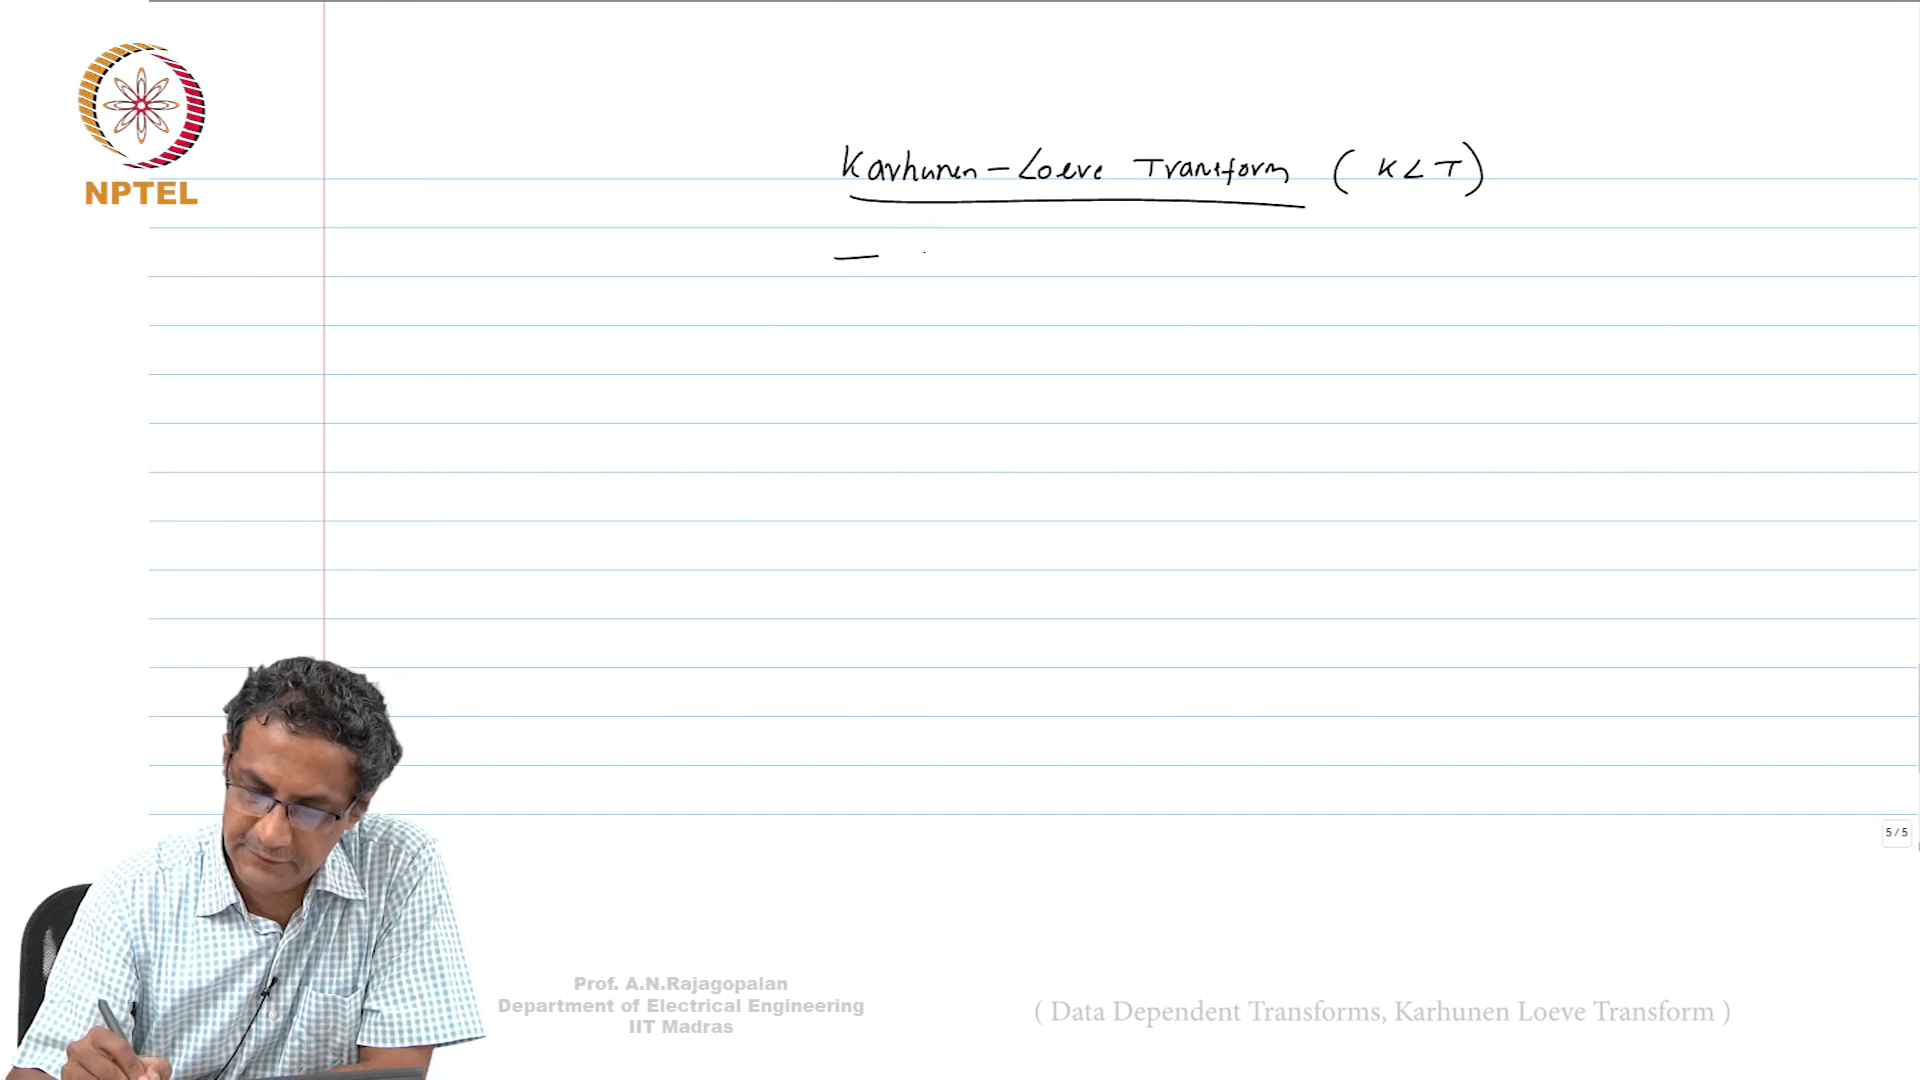 NPTEL
Karhunen - Loeve Transform ( KLT )
5/5
Prof. A.N.Rajagopalan
Department of Electrical Engineering
IIT Madras
( Data Dependent Transforms, Karhunen Loeve Transform )